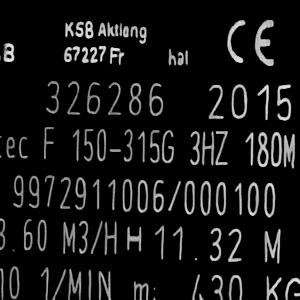 KSB Aktieng
B 67227 Fr hal CE
326286 2015
tec F 150-315G 3HZ 180M
9972911006/000100
3.60 M3/H H 11.32 M
1/MIN m: 430 KG